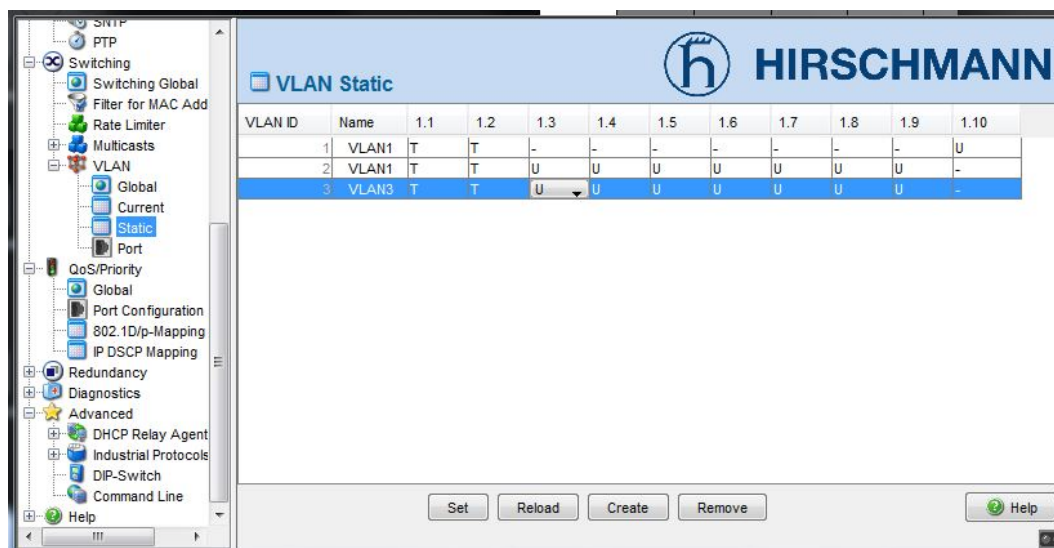 SNTP
PTP
Switching
Switching Global
Filter for MAC Add
Rate Limiter
Multicasts
VLAN
Global
Current
Static
Port
QoS/Priority
Global
Port Configuration
802.1D/p-Mapping
IP DSCP Mapping
Redundancy
Diagnostics
Advanced
DHCP Relay Agent
Industrial Protocols
DIP-Switch
Command Line
Help
VLAN Static
HIRSCHMANN
VLAN ID Name 1.1 1.2 1.3 1.4 1.5 1.6 1.7 1.8 1.9 1.10
1 VLAN1 T T - - - - - - - U
2 VLAN1 T T U U U U U U U -
3 VLAN3 T T U U U U U U U -
Set Reload Create Remove Help